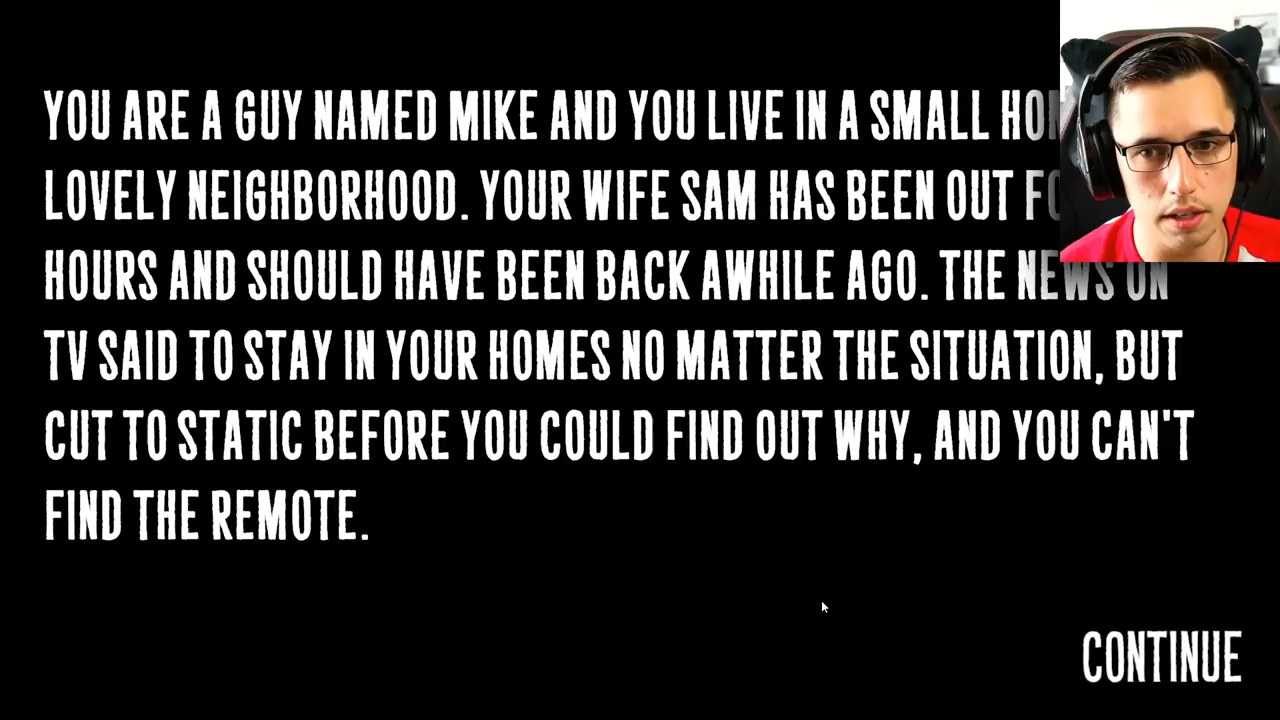 YOU ARE A GUY NAMED MIKE AND YOU LIVE IN A SMALL
LOVELY NEIGHBORHOOD. YOUR WIFE SAM HAS BEEN OUT
HOURS AND SHOULD HAVE BEEN BACK AWHILE AGO. THE NEWS ON
TV SAID TO STAY IN YOUR HOMES NO MATTER THE SITUATION, BUT
CUT TO STATIC BEFORE YOU COULD FIND OUT WHY, AND YOU CAN'T
FIND THE REMOTE.
CONTINUE